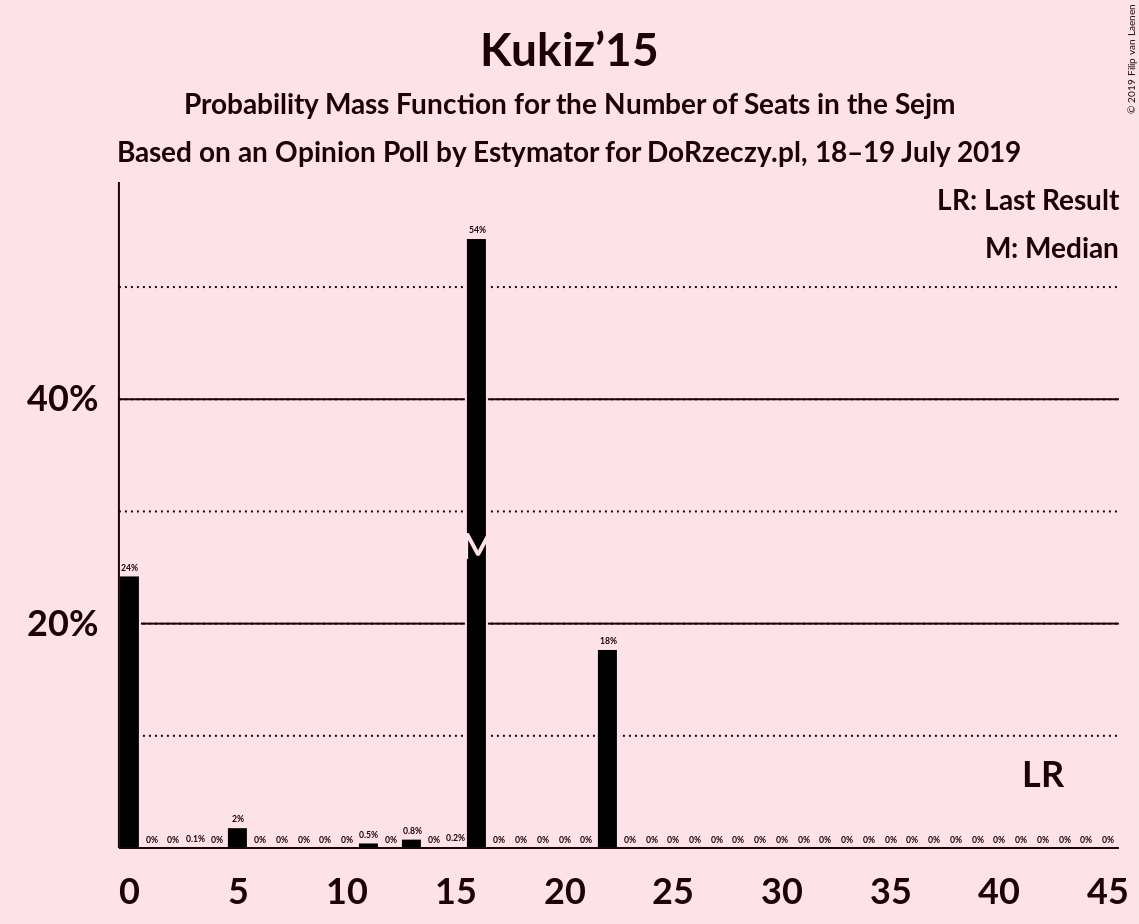 Kukiz’15
Probability Mass Function for the Number of Seats in the Sejm
Based on an Opinion Poll by Estymator for DoRzeczy.pl, 18–19 July 2019
© 2019 Filip van Laenen
LR: Last Result
M: Median
40%
20%
54%
M
24%
18%
LR
0% 0% 0.1% 0% 2% 0% 0% 0% 0% 0% 0.5% 0% 0.8% 0% 0.2% 0% 0% 0% 0% 0% 0% 0% 0% 0% 0% 0% 0% 0% 0% 0% 0% 0% 0% 0% 0% 0% 0% 0% 0% 0% 0% 0% 0%
0 5 10 15 20 25 30 35 40 45